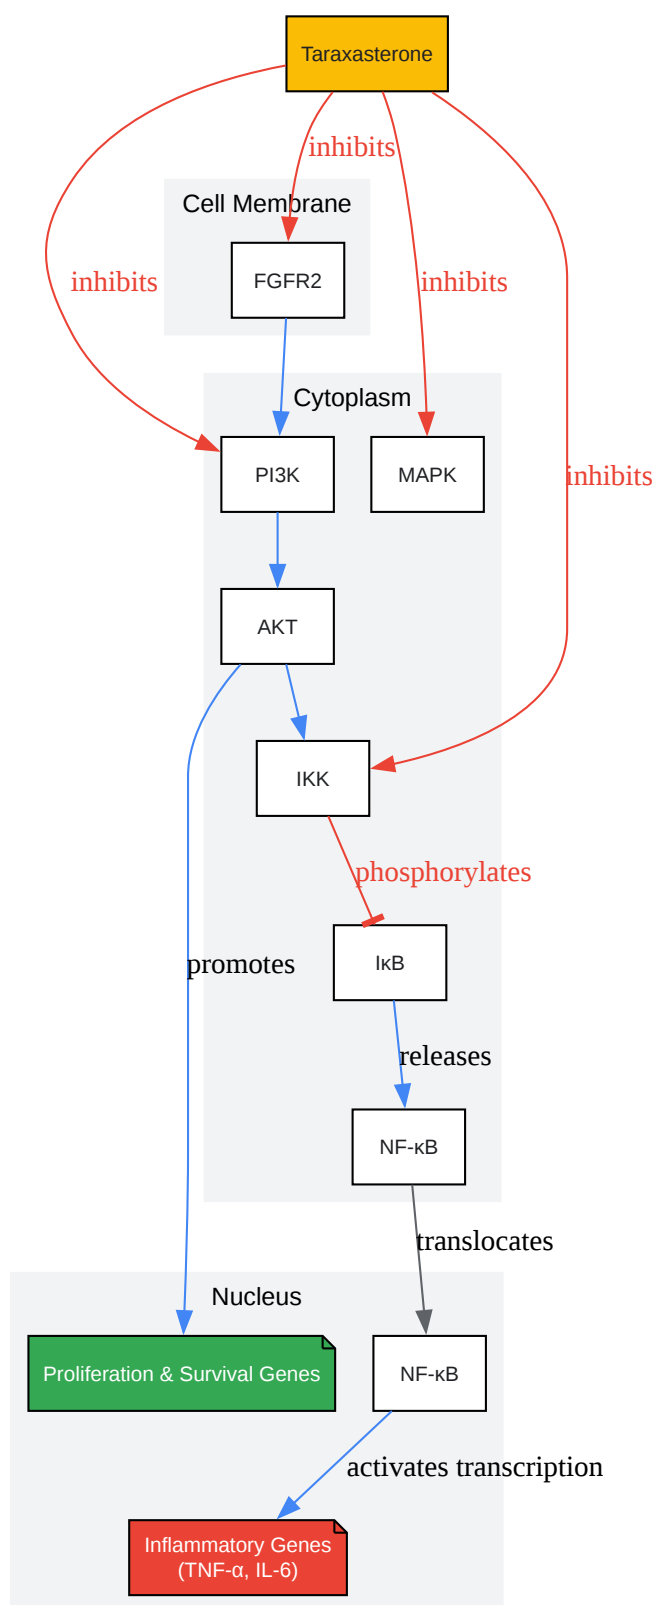 Taraxasterone
inhibits
Cell Membrane
FGFR2
inhibits
inhibits
Cytoplasm
PI3K
MAPK
inhibits
AKT
IKK
phosphorylates
IκB
promotes
releases
NF-κB
translocates
Nucleus
Proliferation & Survival Genes
NF-κB
activates transcription
Inflammatory Genes
(TNF-α, IL-6)